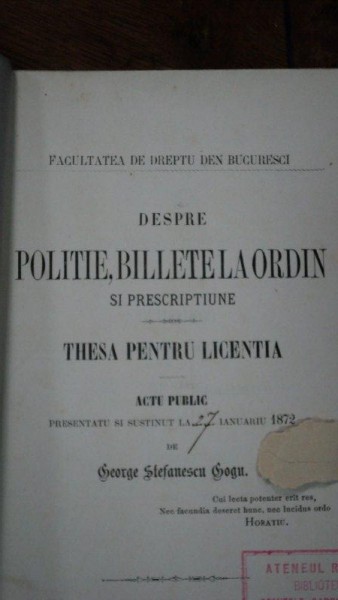 FACULTATEA DE DREPTU DEN BUCURESCI
DESPRE
POLITIE, BILLETE LA ORDIN
SI PRESCRIPTIUNE
THESA PENTRU LICENTIA
ACTU PUBLIC
PRESENTATU SI SUSTINUT LA 27 IANUARIU 1872
DE
George Stefanescu Gogu.
Cui lecta potenter erit res,
Nec facundia deseret hunc, nec lucidus ordo
HORATIU.
ATENEUL R
BIBLIOTE